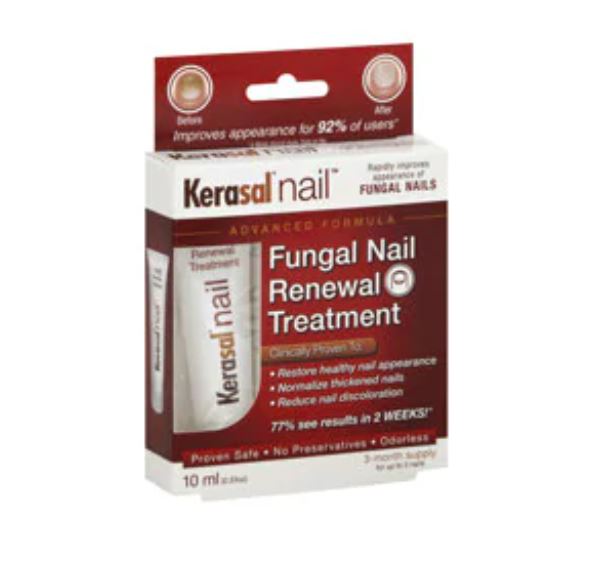 Before
After
Improves appearance for 92% of users*
Kerasal nail™
Rapidly improves
appearance of
FUNGAL NAILS
ADVANCED FORMULA
Renewal
Treatment
Kerasal nail
Fungal Nail
Renewal
Treatment
Clinically Proven To:
• Restore healthy nail appearance
• Normalize thickened nails
• Reduce nail discoloration
77% see results in 2 WEEKS!*
Proven Safe • No Preservatives • Odorless
10 ml
3-month supply
Kerasal nail